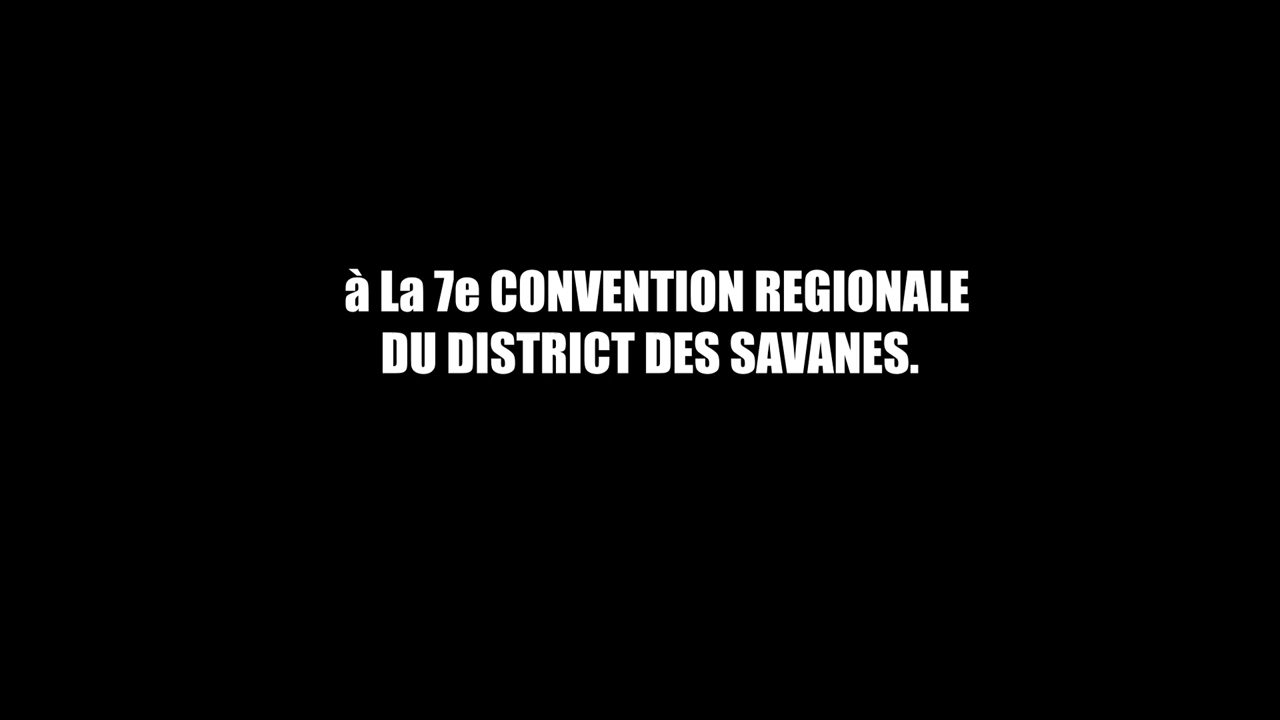 à La 7e CONVENTION REGIONALE
DU DISTRICT DES SAVANES.